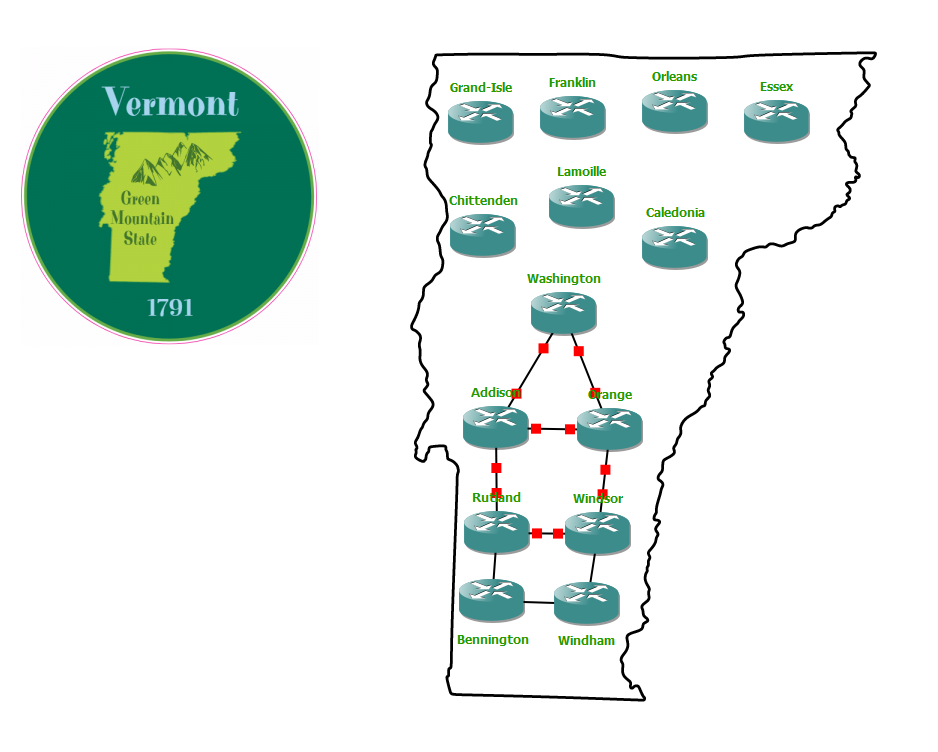 Vermont
Green
Mountain
State
1791
Grand-Isle
Franklin
Orleans
Essex
Chittenden
Lamoille
Caledonia
Washington
Addison
Orange
Rutland
Windsor
Bennington
Windham